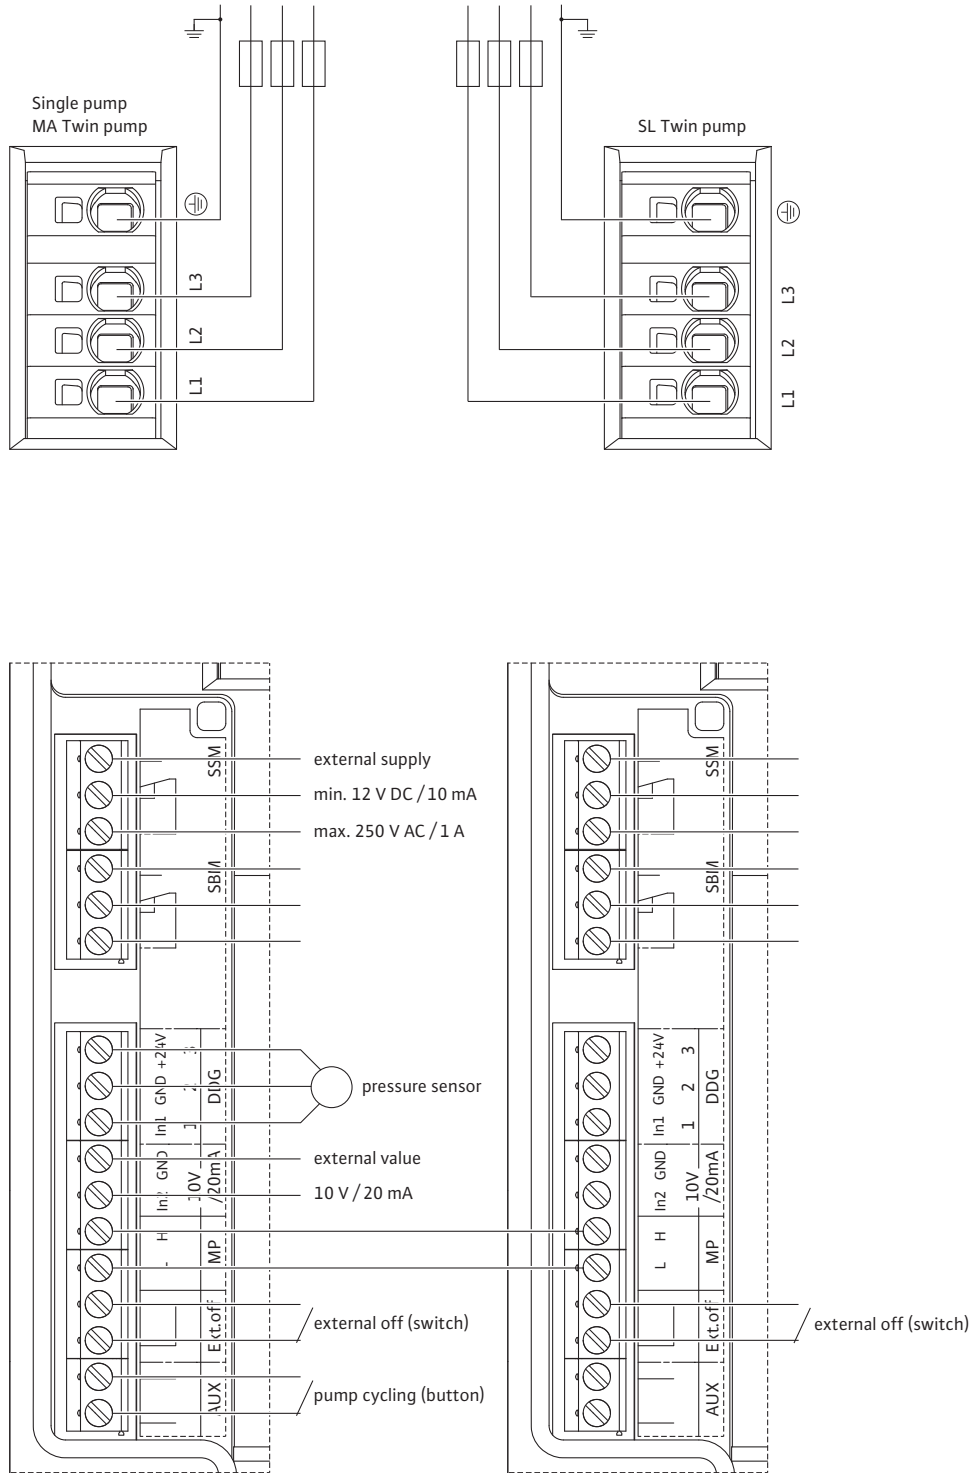 Single pump
MA Twin pump
SL Twin pump
L3
L2
L1
L3
L2
L1
SSM
external supply
min. 12 V DC / 10 mA
max. 250 V AC / 1 A
SBM
SSM
SBM
+24V
GND
In1
3
2
1
DDG
pressure sensor
GND
In2
10V
/20mA
external value
10 V / 20 mA
H
MP
Ext.off
external off (switch)
AUX
pump cycling (button)
+24V
GND
In1
3
2
1
DDG
GND
In2
10V
/20mA
H
L
MP
Ext.off
external off (switch)
AUX